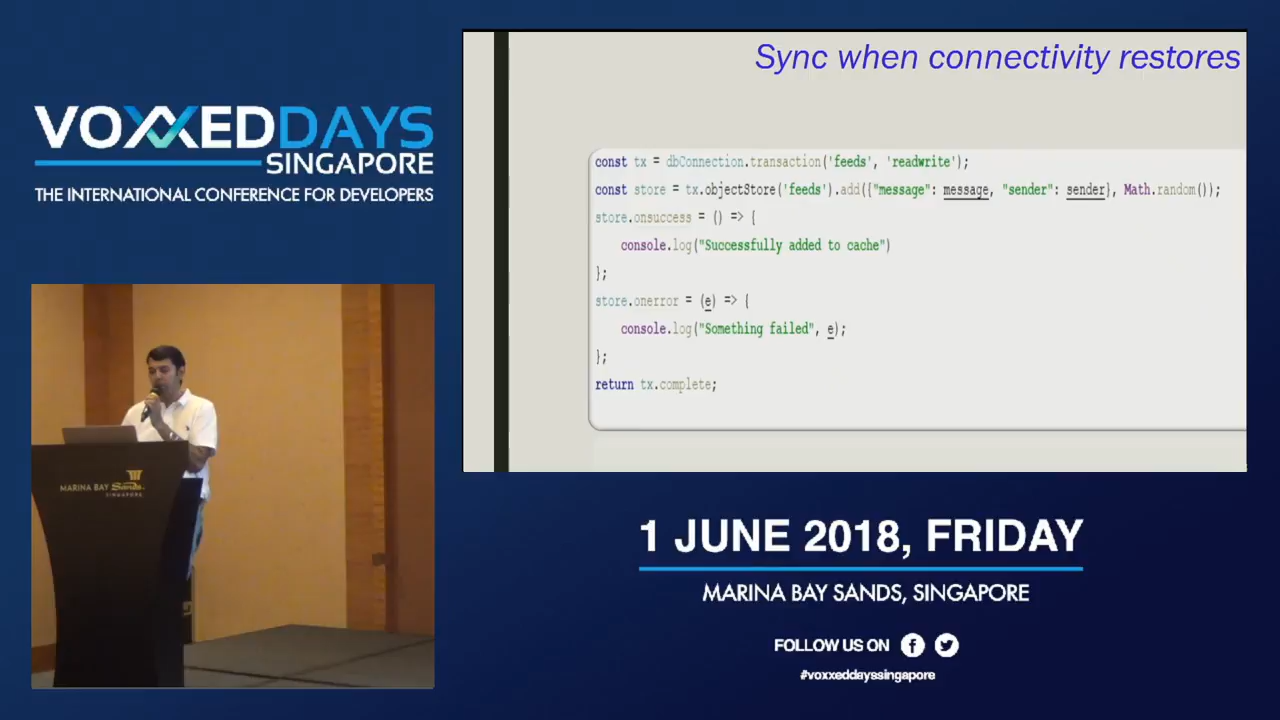 VOXXEDDAYS
SINGAPORE
THE INTERNATIONAL CONFERENCE FOR DEVELOPERS
MARINA BAY Sands
SINGAPORE
Sync when connectivity restores
const tx = dbConnection.transaction('feeds', 'readwrite');
const store = tx.objectStore('feeds').add({"message": message, "sender": sender}, Math.random());
store.onsuccess = () => {
console.log("Successfully added to cache")
};
store.onerror = (e) => {
console.log("Something failed", e);
};
return tx.complete;
1 JUNE 2018, FRIDAY
MARINA BAY SANDS, SINGAPORE
FOLLOW US ON
#voxxeddayssingapore